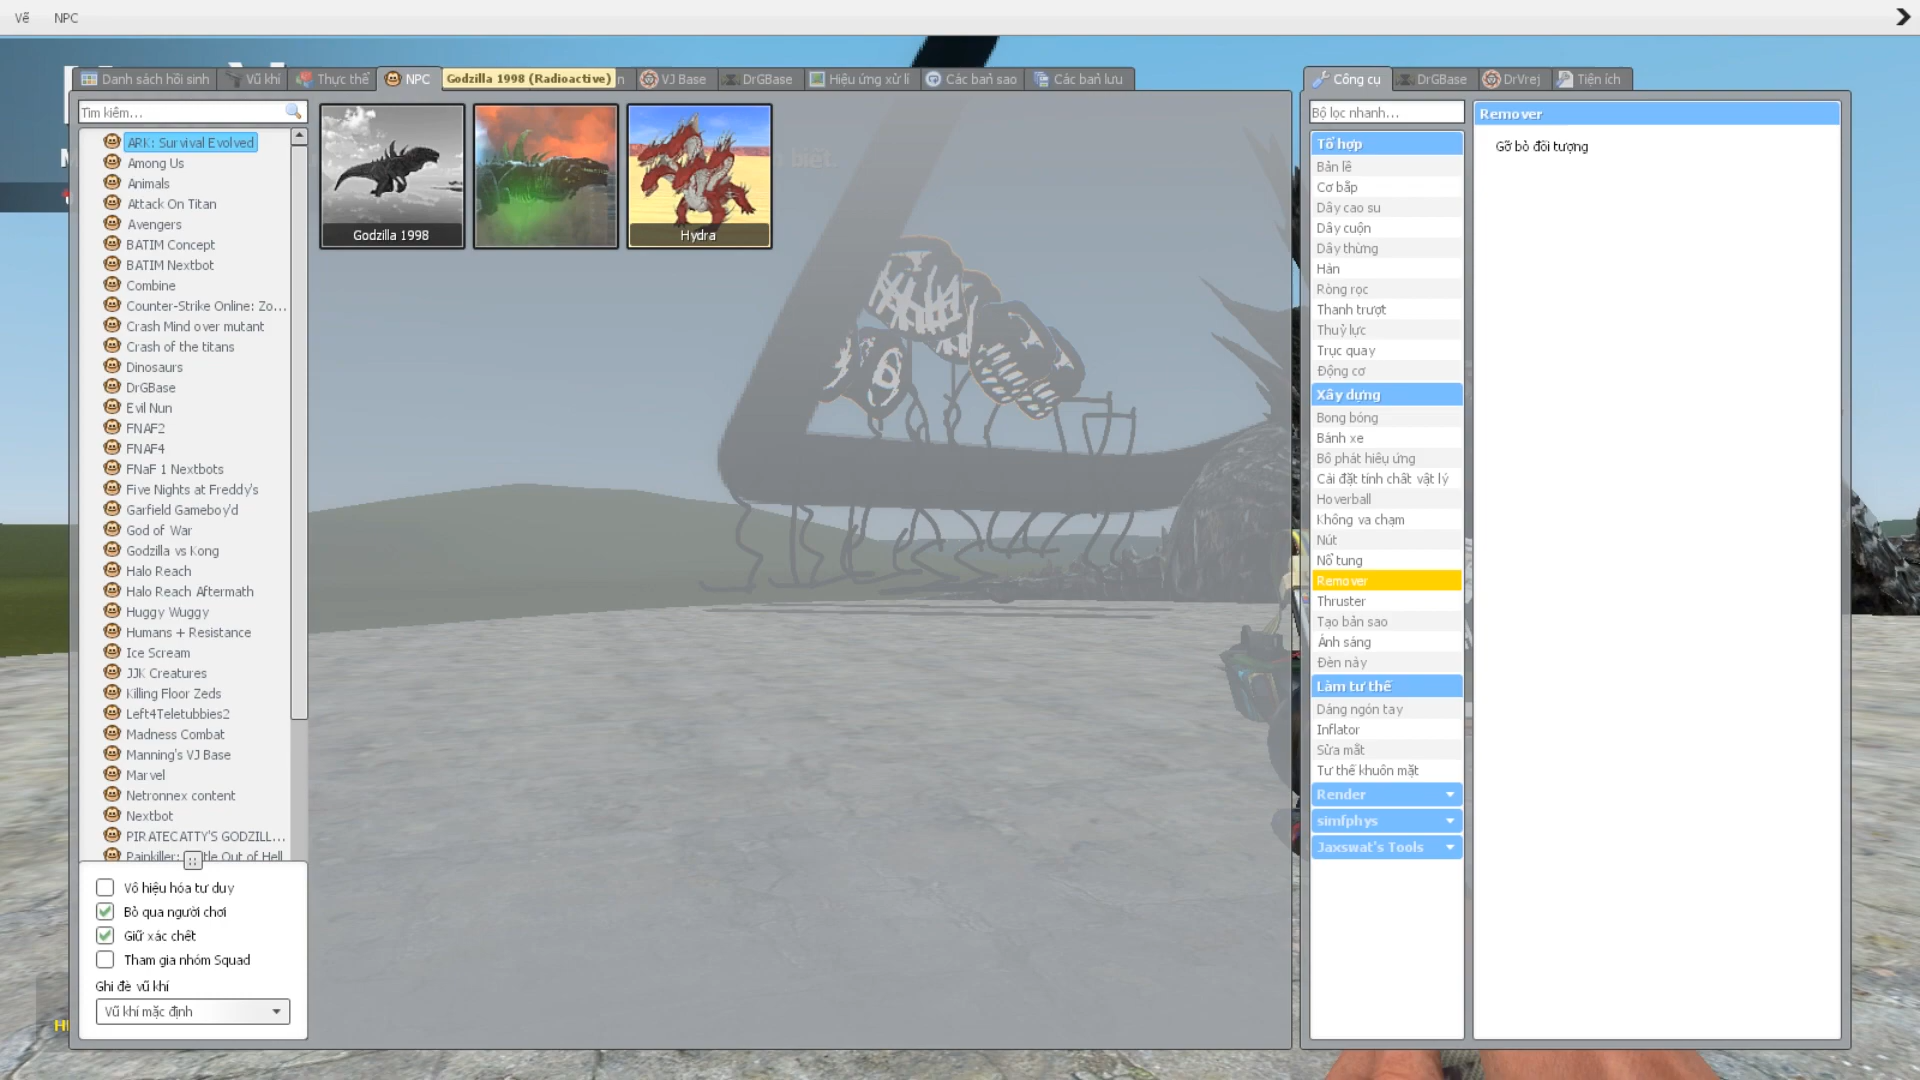 Vẽ NPC
Danh sách hồi sinh Vũ khí Thực thể NPC Godzilla 1998 (Radioactive) VJ Base DrGBase Hiệu ứng xử lí Các bản sao Các bản lưu
Công cụ DrGBase DrVrej Tiện ích
Tìm kiếm...
ARK: Survival Evolved
Among Us
Animals
Attack On Titan
Avengers
BATIM Concept
BATIM Nextbot
Combine
Counter-Strike Online: Zo...
Crash Mind over mutant
Crash of the titans
Dinosaurs
DrGBase
Evil Nun
FNAF2
FNAF4
FNaF 1 Nextbots
Five Nights at Freddy's
Garfield Gameboy'd
God of War
Godzilla vs Kong
Halo Reach
Halo Reach Aftermath
Huggy Wuggy
Humans + Resistance
Ice Scream
JJK Creatures
Killing Floor Zeds
Left4Teletubbies2
Madness Combat
Manning's VJ Base
Marvel
Netronnex content
Nextbot
PIRATECATTY'S GODZILL...
Painkiller: tle Out of Hell
Vô hiệu hóa tư duy
Bỏ qua người chơi
Giữ xác chết
Tham gia nhóm Squad
Ghi đè vũ khí
Vũ khí mặc định
Godzilla 1998
Hydra
biết.
Bộ lọc nhanh...
Tổ hợp
Bản lề
Cơ bắp
Dây cao su
Dây cuộn
Dây thừng
Hàn
Ròng rọc
Thanh trượt
Thuỷ lực
Trục quay
Động cơ
Xây dựng
Bong bóng
Bánh xe
Bộ phát hiệu ứng
Cài đặt tính chất vật lý
Hoverball
Không va chạm
Nút
Nổ tung
Remover
Thruster
Tạo bản sao
Ánh sáng
Đèn này
Làm tư thế
Dáng ngón tay
Inflator
Sửa mắt
Tư thế khuôn mặt
Render
simfphys
Jaxswat's Tools
Remover
Gỡ bỏ đối tượng